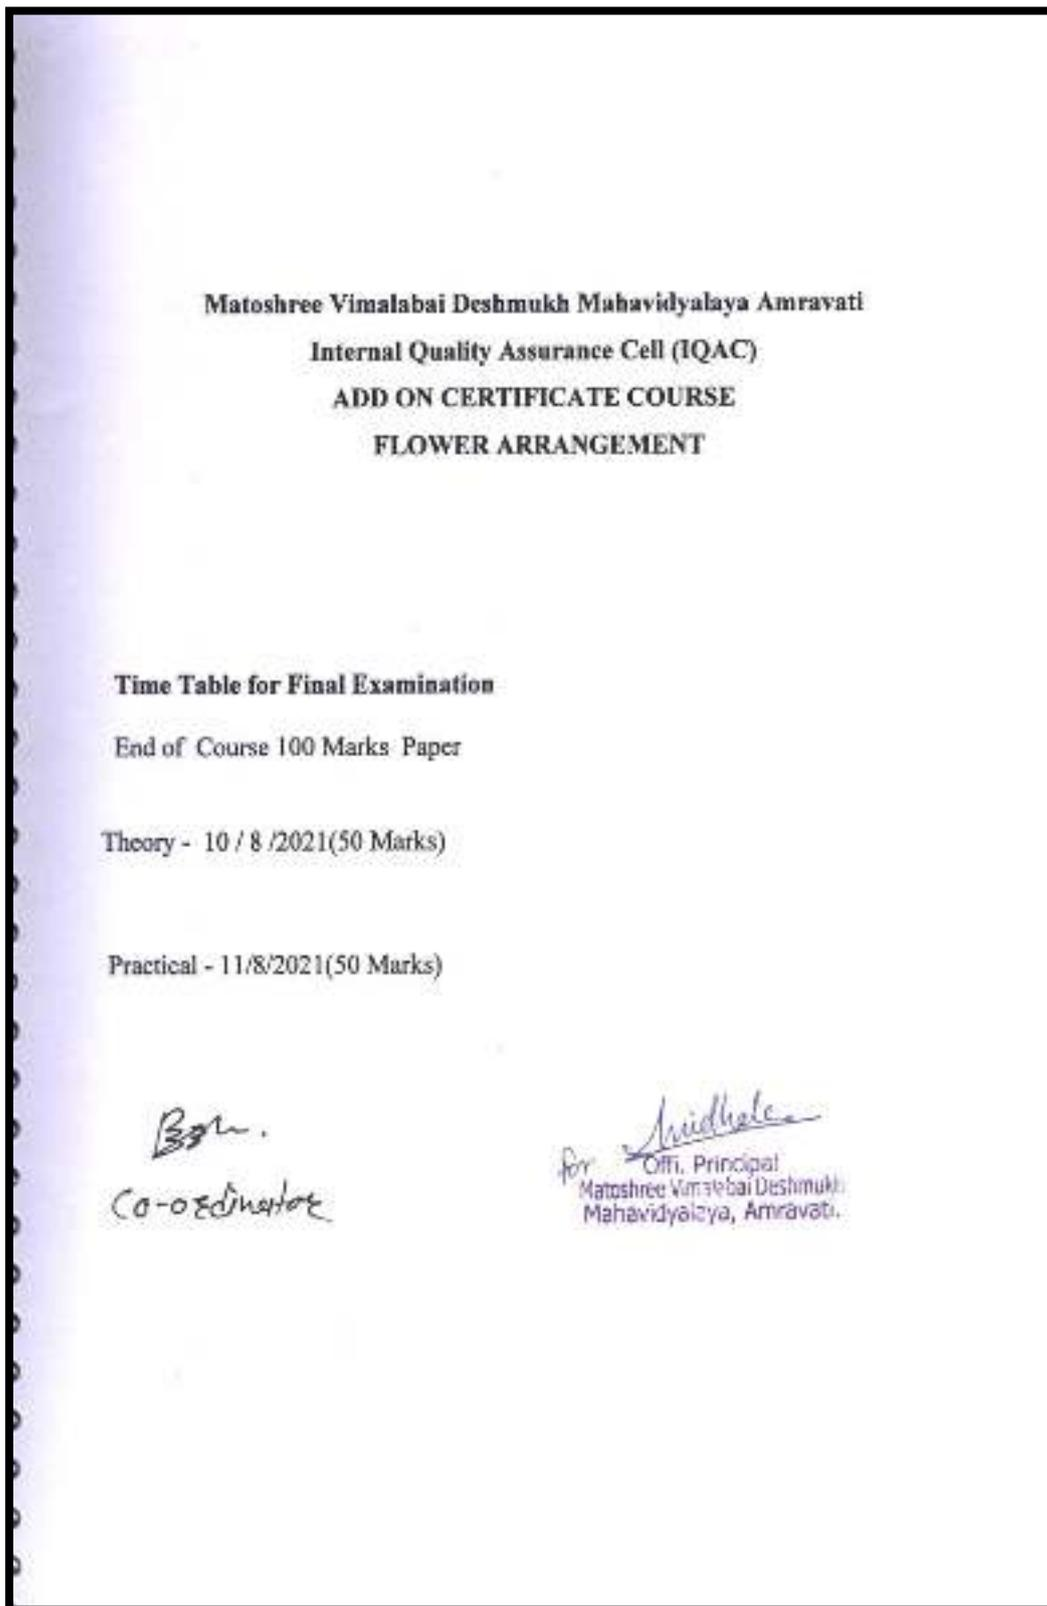 Matoshree Vimalabai Deshmukh Mahavidyalaya Amravati
Internal Quality Assurance Cell (IQAC)
ADD ON CERTIFICATE COURSE
FLOWER ARRANGEMENT
Time Table for Final Examination
End of Course 100 Marks Paper
Theory - 10 / 8 /2021(50 Marks)
Practical - 11/8/2021(50 Marks)
Co-ordinator
for
Offi. Principal
Matoshree Vimalabai Deshmukh
Mahavidyalaya, Amravati.